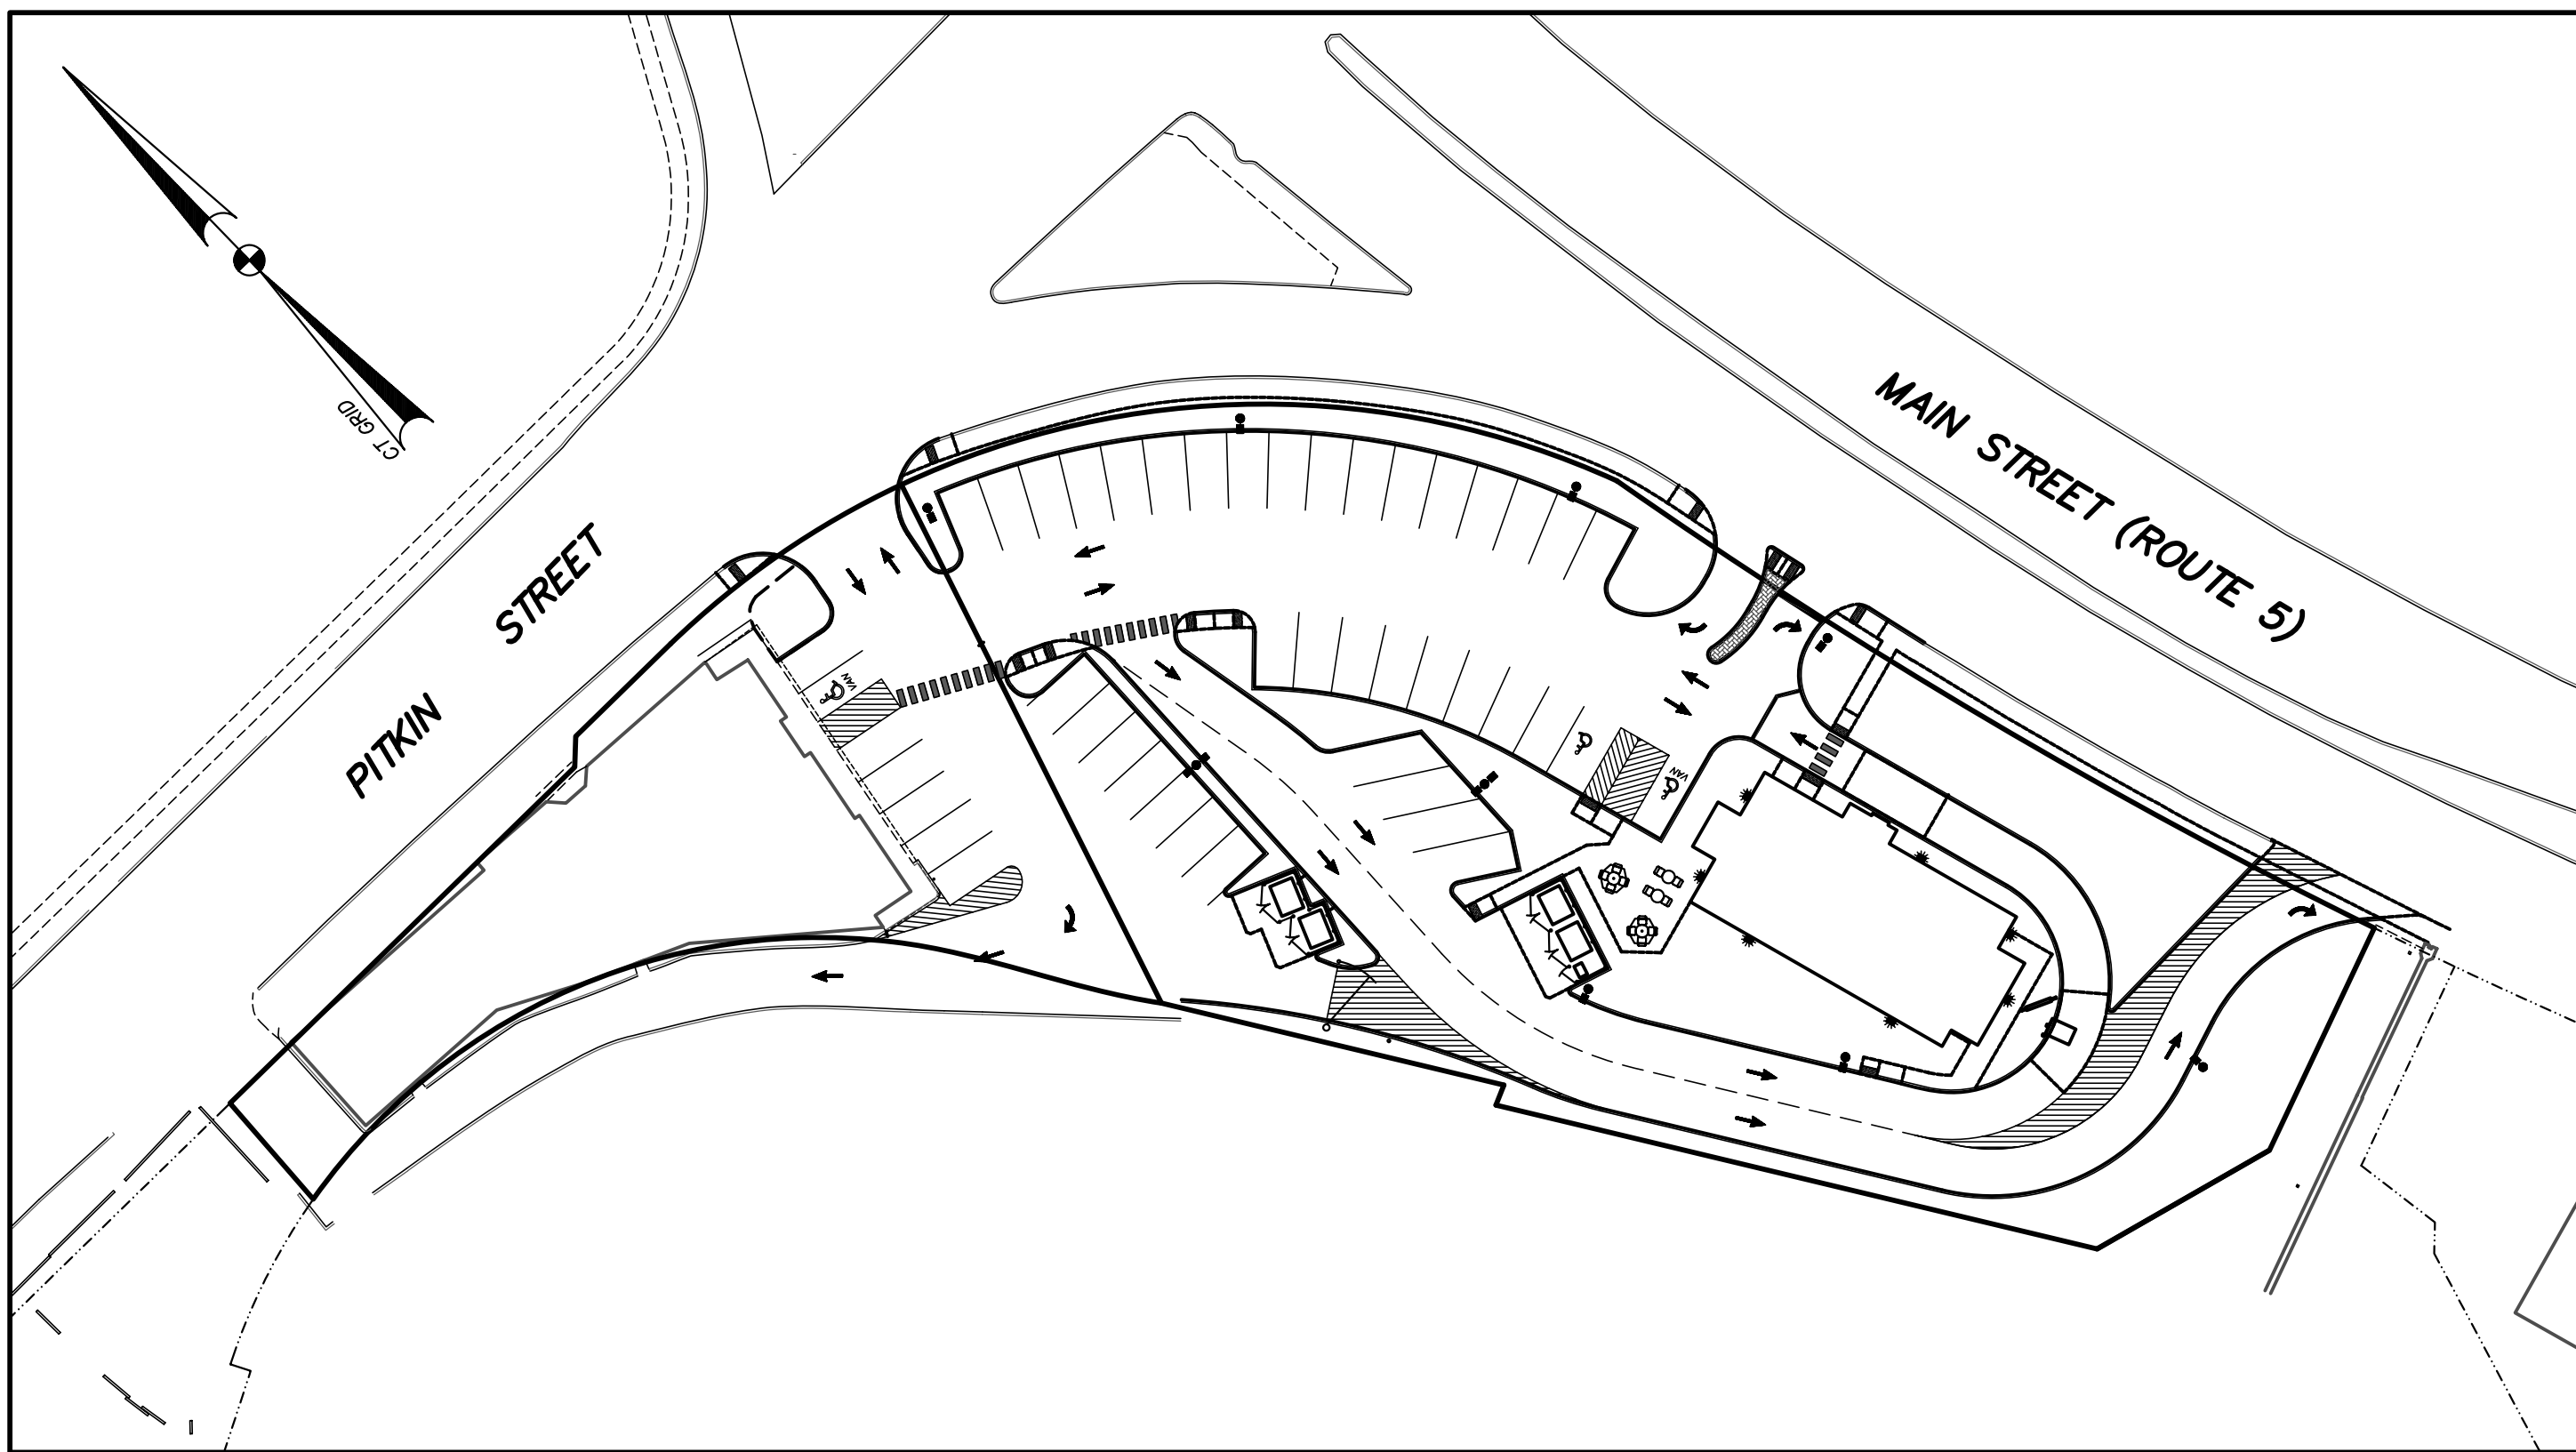 CT GRID
PITKIN STREET
MAIN STREET (ROUTE 5)
VAN
VAN